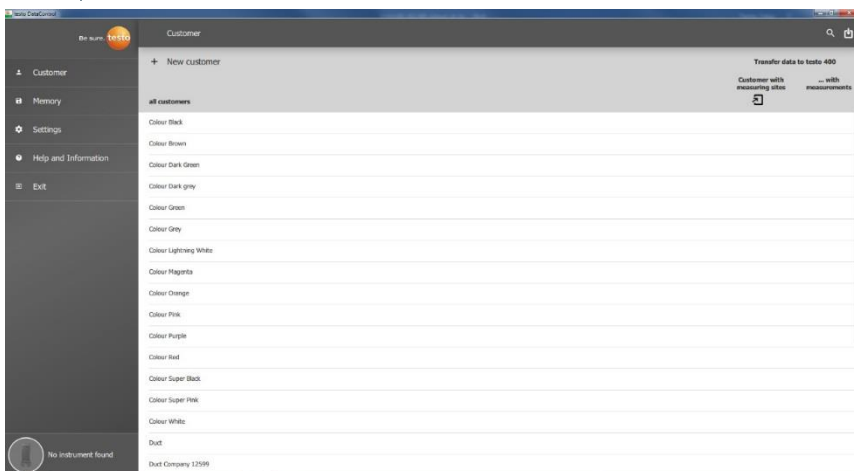 testo DataControl
Be sure. testo
Customer
Memory
Settings
Help and Information
Exit
No instrument found
Customer
+ New customer
Transfer data to testo 400
Customer with
measuring sites
... with
measurements
all customers
Colour Black
Colour Brown
Colour Dark Green
Colour Dark grey
Colour Green
Colour Grey
Colour Lightning White
Colour Magenta
Colour Orange
Colour Pink
Colour Purple
Colour Red
Colour Super Black
Colour Super Pink
Colour White
Duct
Duct Company 12599